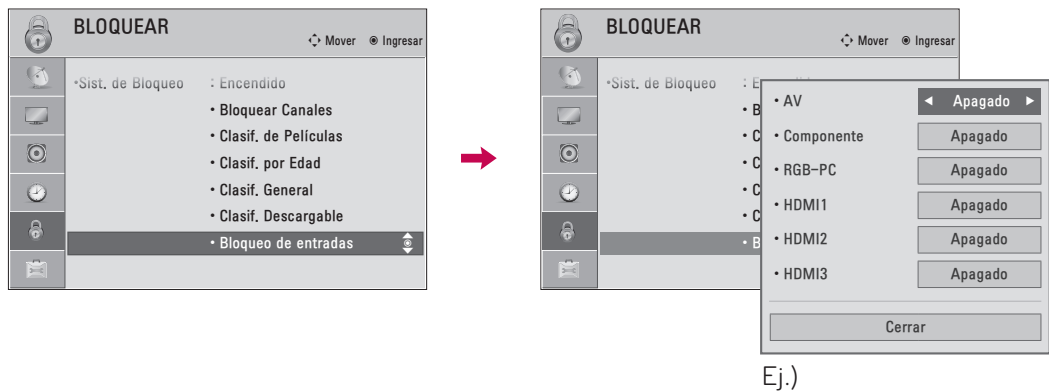 BLOQUEAR
Mover Ingresar
•Sist. de Bloqueo : Encendido
• Bloquear Canales
• Clasif. de Películas
• Clasif. por Edad
• Clasif. General
• Clasif. Descargable
• Bloqueo de entradas
BLOQUEAR
Mover Ingresar
•Sist. de Bloqueo : E
• B
• C
• C
• C
• C
• B
• AV ◄ Apagado ►
• Componente Apagado
• RGB-PC Apagado
• HDMI1 Apagado
• HDMI2 Apagado
• HDMI3 Apagado
Cerrar
Ej.)